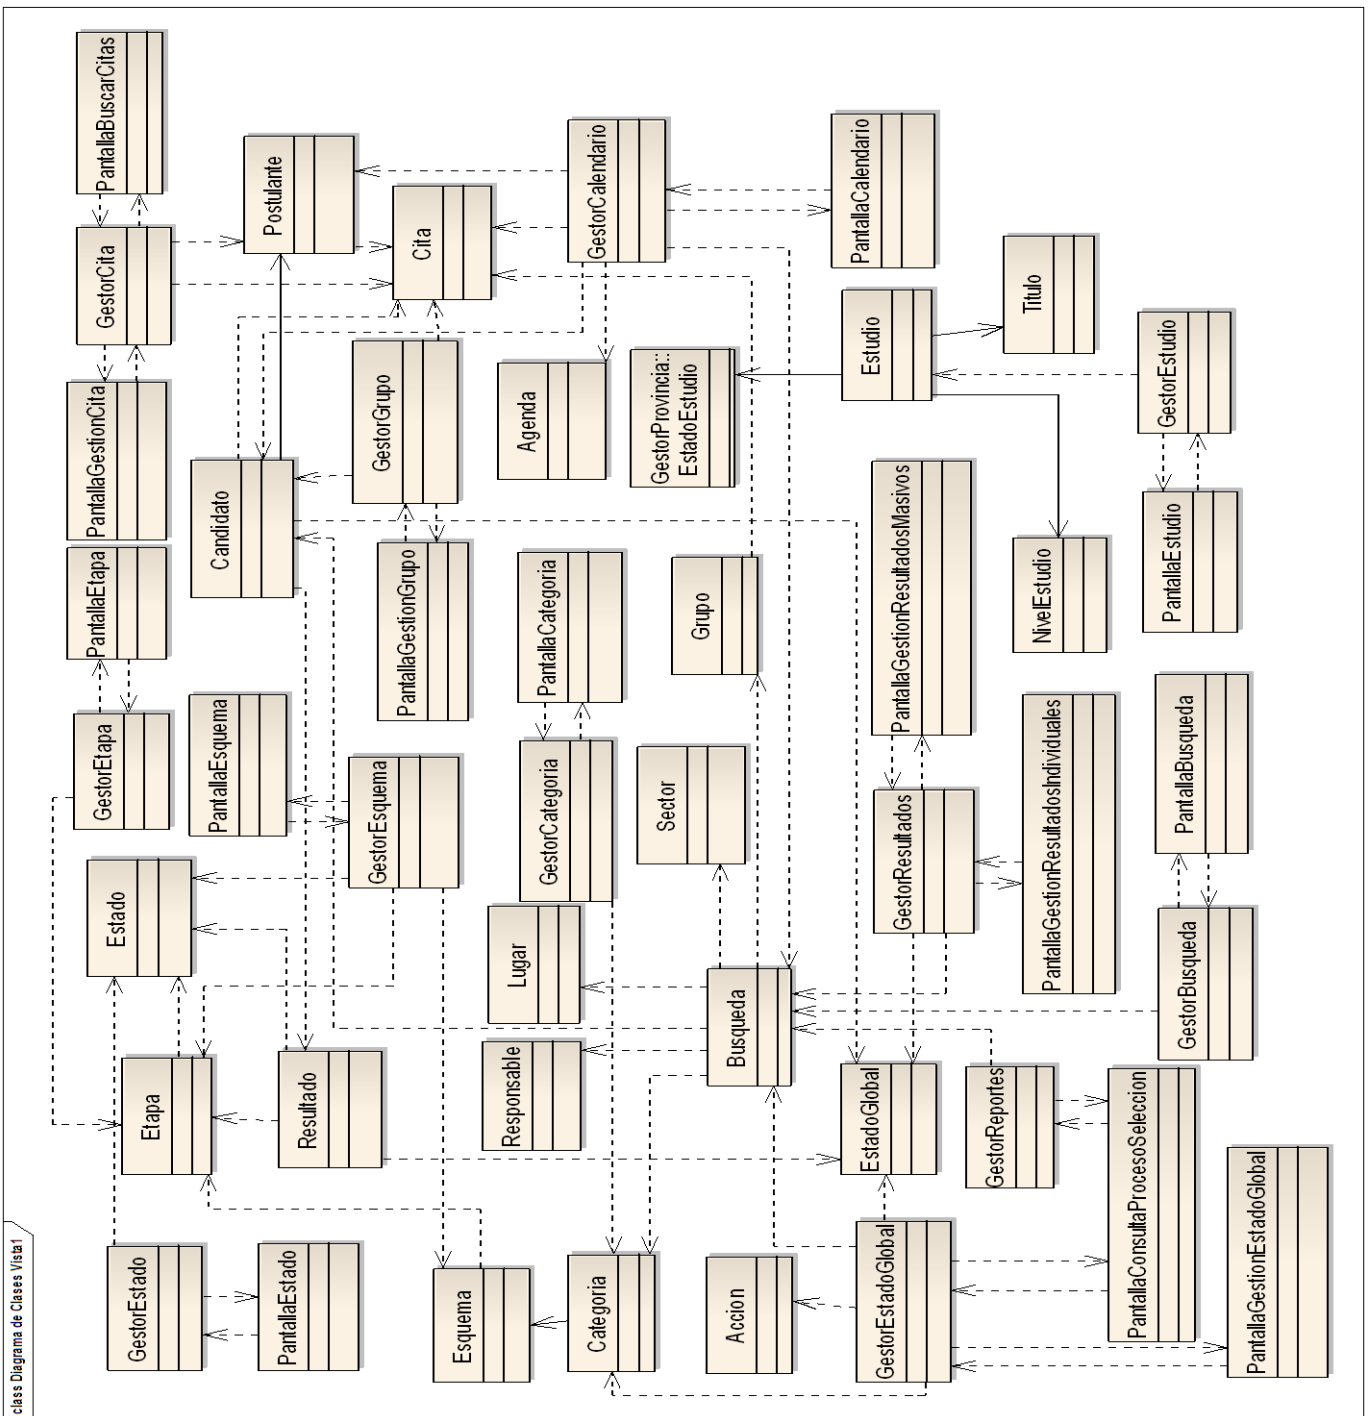 class Diagrama de Clases Vista1
GestorEstado
PantallaEstado
Esquema
Categoria
Accion
GestorEstadoGlobal
PantallaConsultaProcesoSeleccion
PantallaGestionEstadoGlobal
Etapa
Resultado
Responsable
Busqueda
EstadoGlobal
GestorReportes
GestorBusqueda
Estado
Lugar
GestorResultados
PantallaGestionResultadosIndividuales
PantallaBusqueda
GestorEtapa
PantallaEsquema
GestorEsquema
GestorCategoria
Sector
PantallaEtapa
PantallaGestionGrupo
PantallaCategoria
Grupo
PantallaGestionResultadosMasivos
NivelEstudio
PantallaEstudio
PantallaGestionCita
Candidato
GestorGrupo
Agenda
GestorProvincia::
EstadoEstudio
Estudio
Titulo
GestorEstudio
GestorCita
Postulante
Cita
GestorCalendario
PantallaCalendario
PantallaBuscarCitas